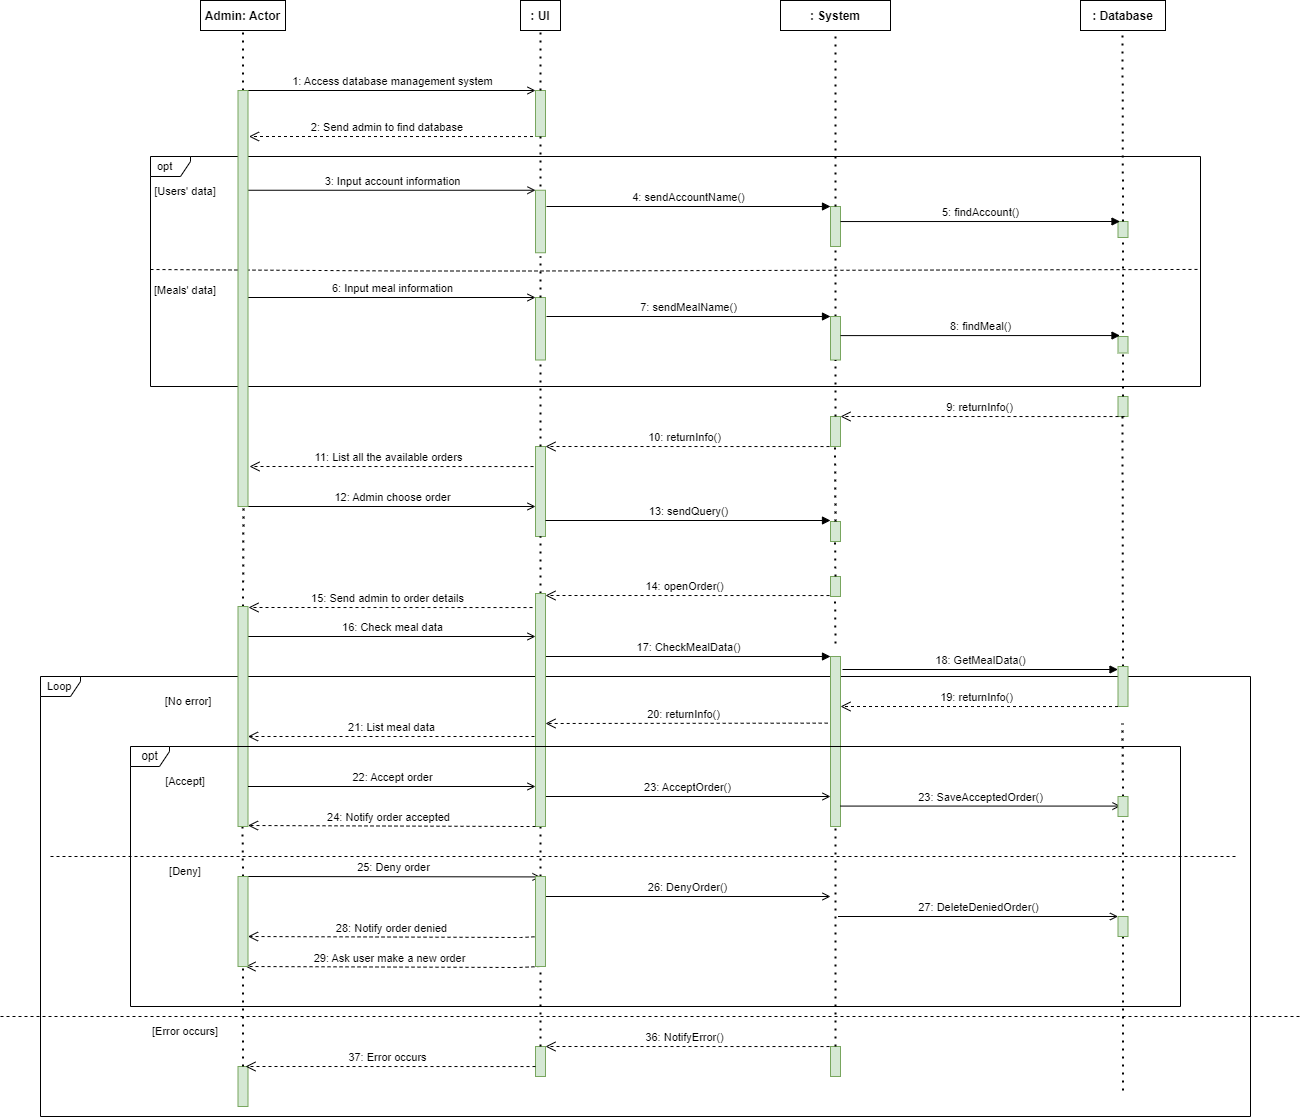 Admin: Actor
: UI
: System
: Database
1: Access database management system
2: Send admin to find database
opt
[Users' data]
3: Input account information
4: sendAccountName()
5: findAccount()
[Meals' data]
6: Input meal information
7: sendMealName()
8: findMeal()
9: returnInfo()
10: returnInfo()
11: List all the available orders
12: Admin choose order
13: sendQuery()
14: openOrder()
15: Send admin to order details
16: Check meal data
17: CheckMealData()
18: GetMealData()
Loop
[No error]
19: returnInfo()
20: returnInfo()
21: List meal data
opt
[Accept]
22: Accept order
23: AcceptOrder()
23: SaveAcceptedOrder()
24: Notify order accepted
[Deny]
25: Deny order
26: DenyOrder()
27: DeleteDeniedOrder()
28: Notify order denied
29: Ask user make a new order
[Error occurs]
36: NotifyError()
37: Error occurs